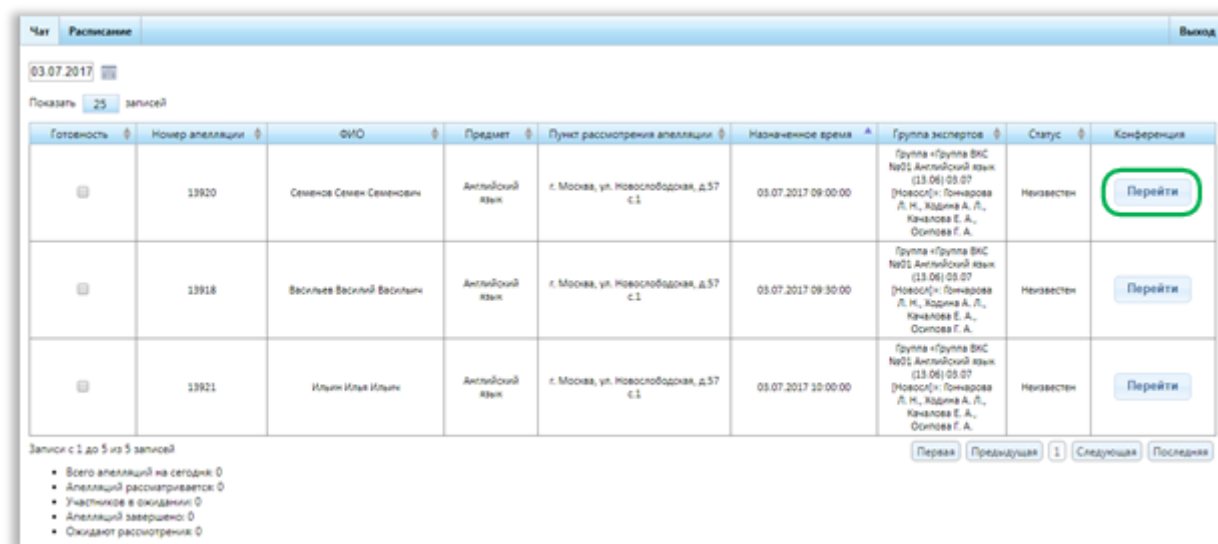 Чат Расписание Выход
03.07.2017
Показать 25 записей
Готовность Номер апелляции ФИО Предмет Пункт рассмотрения апелляции Назначенное время Группа экспертов Статус Конференция
13920 Семенов Семен Семенович Английский язык г. Москва, ул. Новослободская, д.57 с.1 03.07.2017 09:00:00 Группа «Группа ВКС №01 Английский язык (13.06) 03.07 [Новосл]»: Гончарова Л. Н., Ходина А. Л., Качалова Е. А., Осипова Г. А. Неизвестен Перейти
13918 Васильев Василий Васильич Английский язык г. Москва, ул. Новослободская, д.57 с.1 03.07.2017 09:30:00 Группа «Группа ВКС №01 Английский язык (13.06) 03.07 [Новосл]»: Гончарова Л. Н., Ходина А. Л., Качалова Е. А., Осипова Г. А. Неизвестен Перейти
13921 Ильин Илья Ильич Английский язык г. Москва, ул. Новослободская, д.57 с.1 03.07.2017 10:00:00 Группа «Группа ВКС №01 Английский язык (13.06) 03.07 [Новосл]»: Гончарова Л. Н., Ходина А. Л., Качалова Е. А., Осипова Г. А. Неизвестен Перейти
Записи с 1 до 5 из 5 записей Первая Предыдущая 1 Следующая Последняя
Всего апелляций на сегодня: 0
Апелляций рассматривается: 0
Участников в ожидании: 0
Апелляций завершено: 0
Ожидают рассмотрения: 0